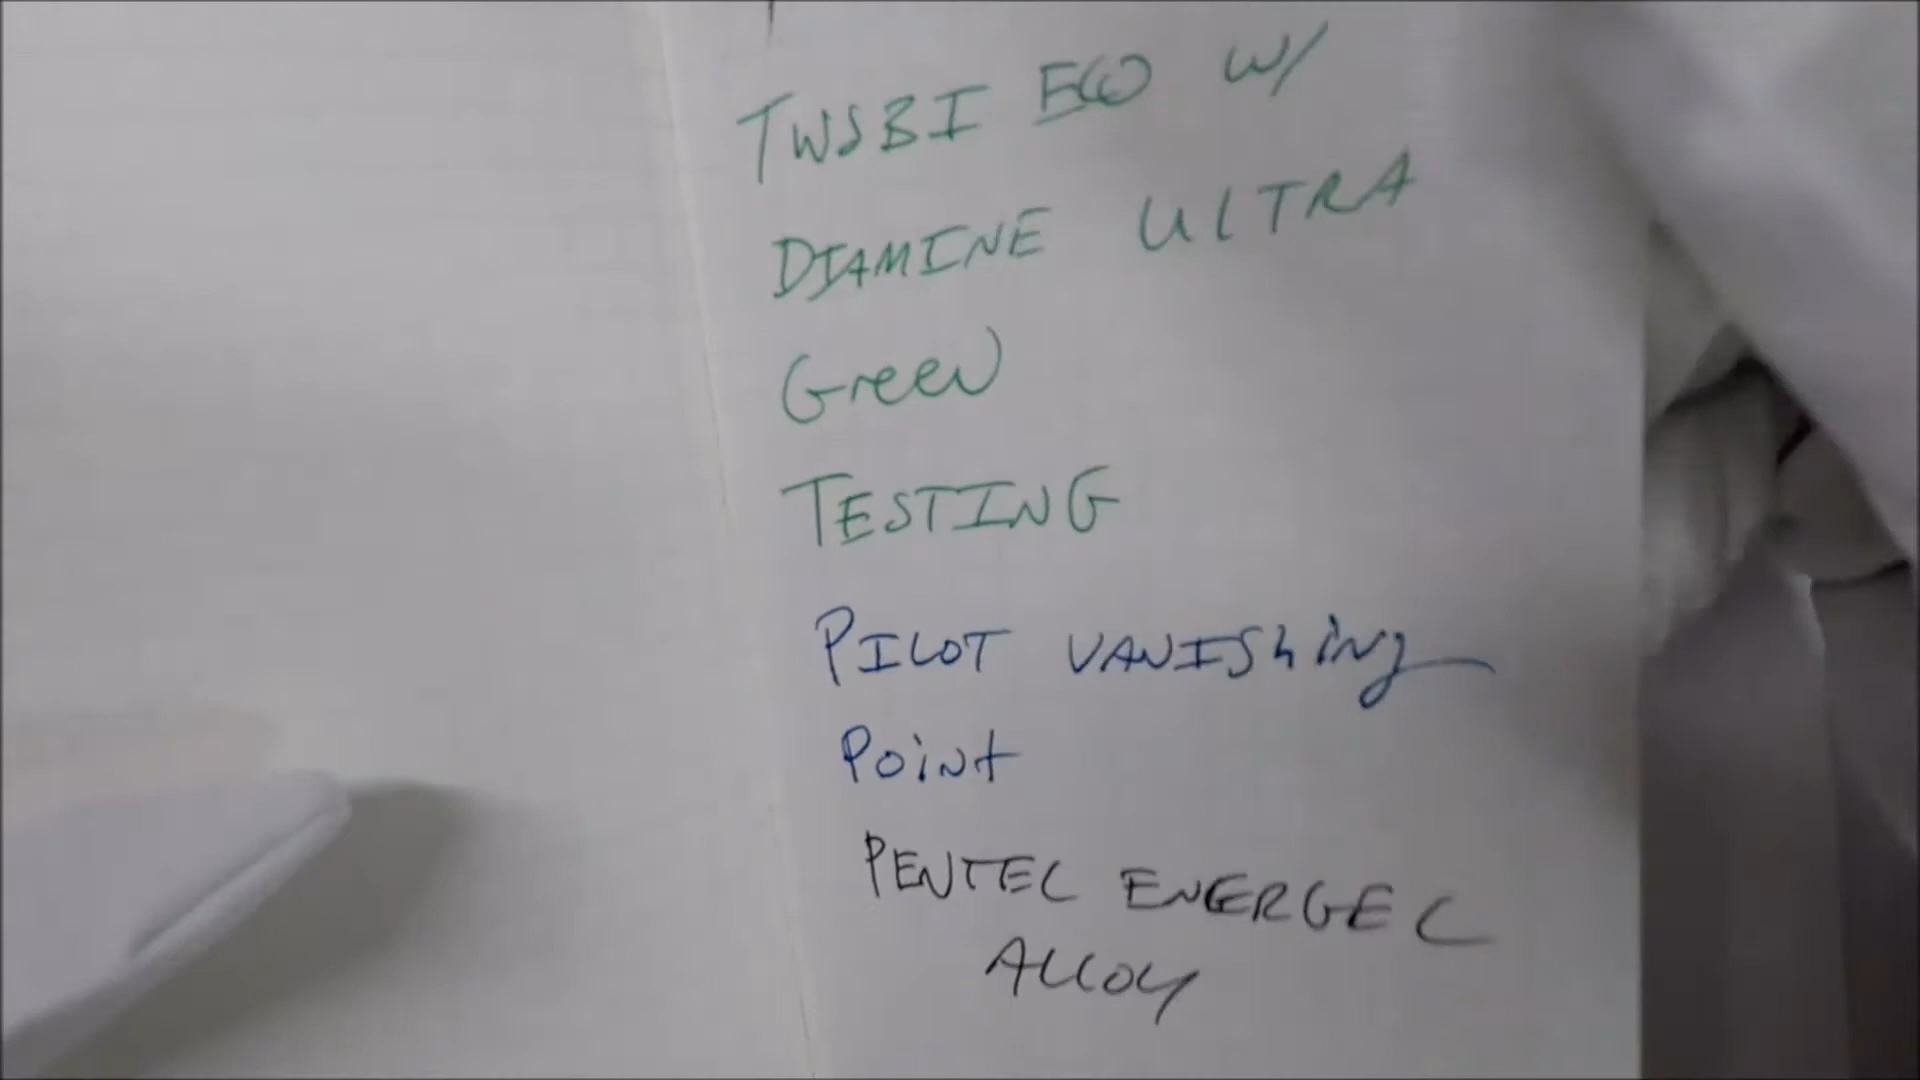 TWSBI ECO W/
DIAMINE ULTRA
GreeN
TESTING
PILOT VANISHING
PoiNt
PENTEL ENERGEL
ALLOY